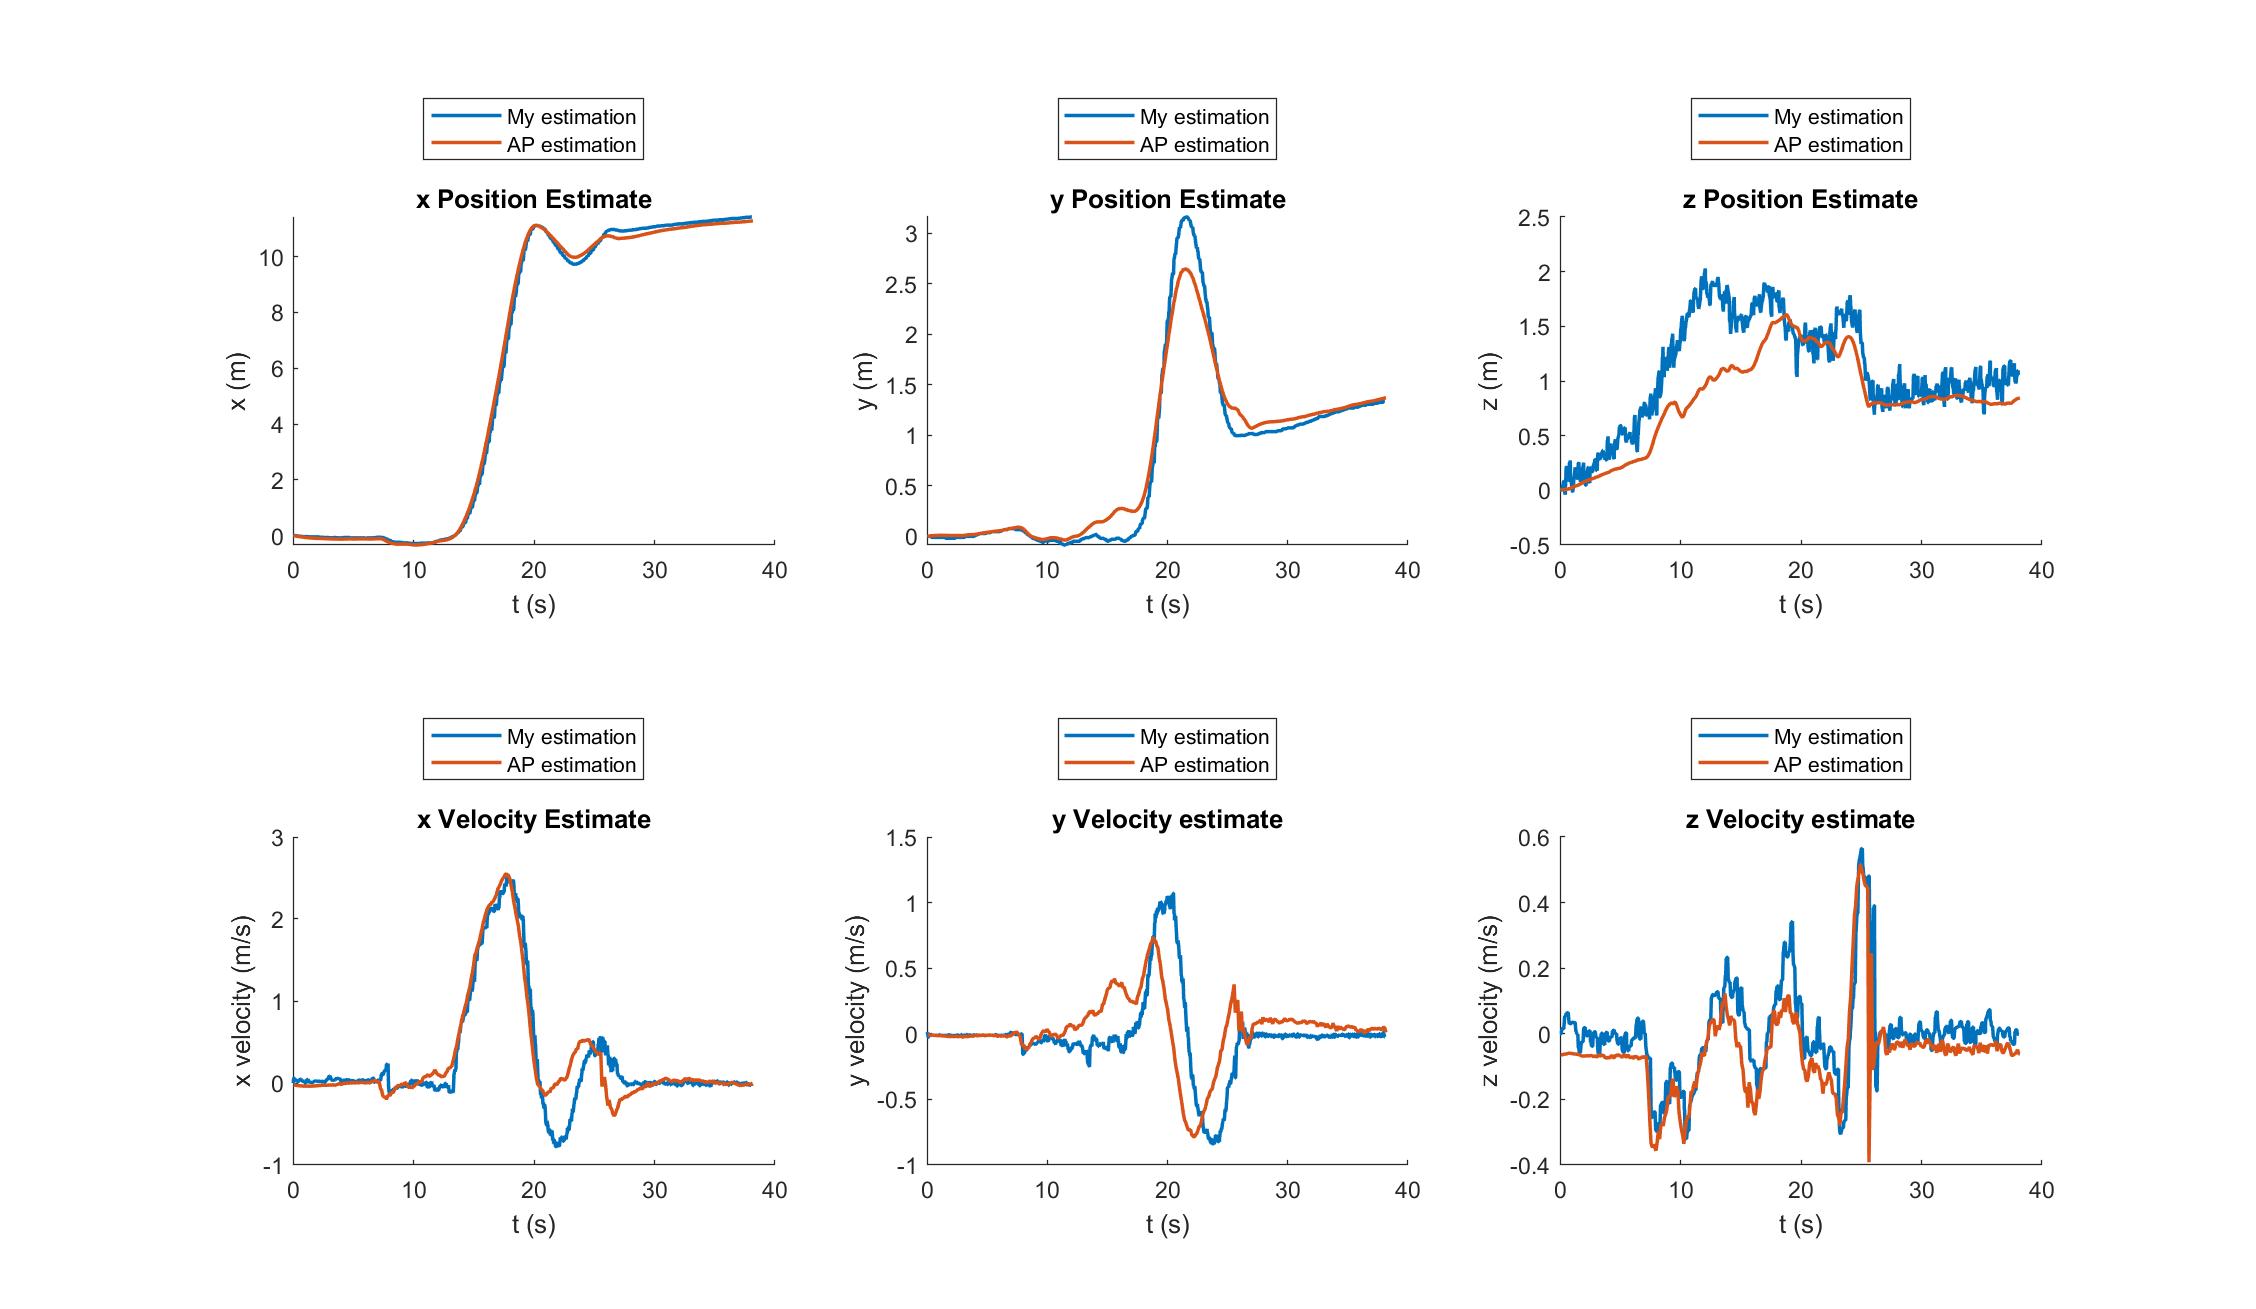 My estimation
AP estimation
x Position Estimate
10
8
6
4
2
0
x (m)
0 10 20 30 40
t (s)
My estimation
AP estimation
y Position Estimate
3
2.5
2
1.5
1
0.5
0
y (m)
0 10 20 30 40
t (s)
My estimation
AP estimation
z Position Estimate
2.5
2
1.5
1
0.5
0
-0.5
z (m)
0 10 20 30 40
t (s)
My estimation
AP estimation
x Velocity Estimate
3
2
1
0
-1
x velocity (m/s)
0 10 20 30 40
t (s)
My estimation
AP estimation
y Velocity estimate
1.5
1
0.5
0
-0.5
-1
y velocity (m/s)
0 10 20 30 40
t (s)
My estimation
AP estimation
z Velocity estimate
0.6
0.4
0.2
0
-0.2
-0.4
z velocity (m/s)
0 10 20 30 40
t (s)